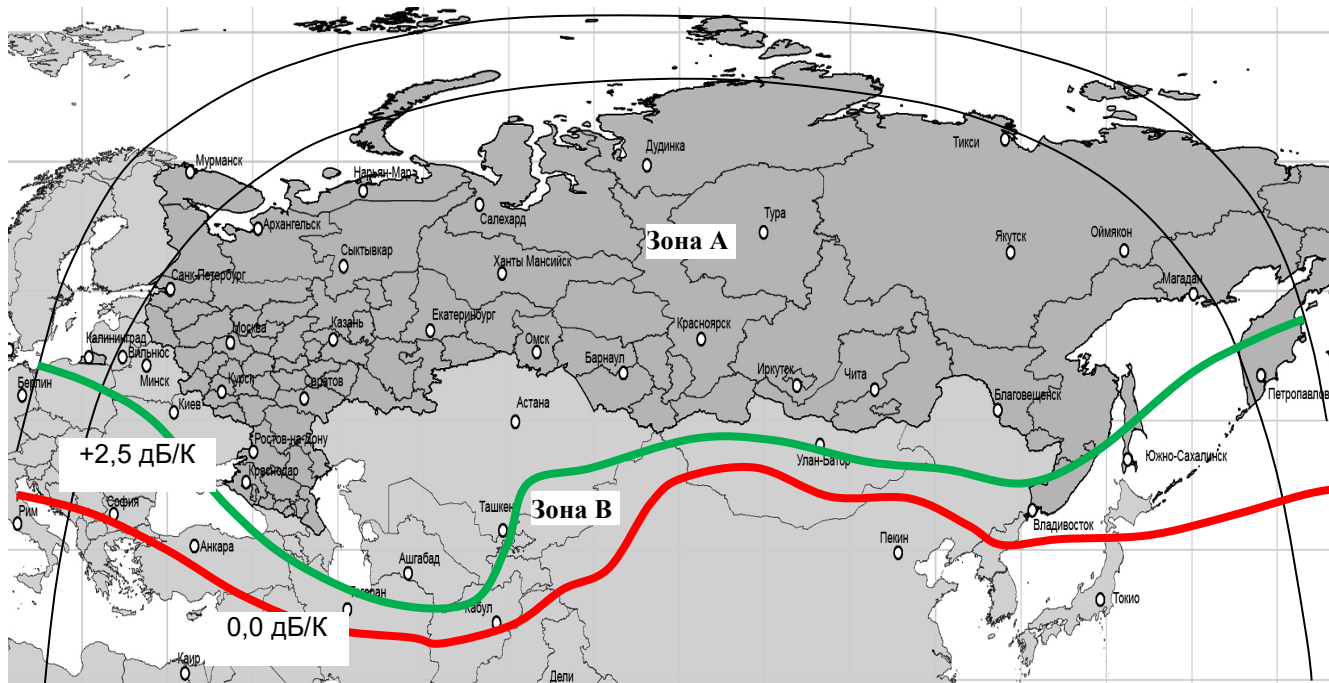 Мурманск
Нарьян-Мар
Дудинка
Тикси
Салехард
Архангельск
Тура
Зона А
Оймякон
Якутск
Сыктывкар
Ханты Мансийск
Санкт-Петербург
Магадан
Москва
Казань
Екатеринбург
Красноярск
Калининград
Вильнюс
Омск
Барнаул
Минск
Берлин
Курск
Саратов
Иркутск
Чита
Благовещенск
Петропавлов
Киев
Астана
Ростов-на-Дону
+2,5 дБ/К
Улан-Батор
Южно-Сахалинск
Краснодар
София
Ташкен
Зона В
Рим
Владивосток
Анкара
Пекин
Ашгабад
Тегеран
Кабул
Токио
0,0 дБ/К
Каир
Дели